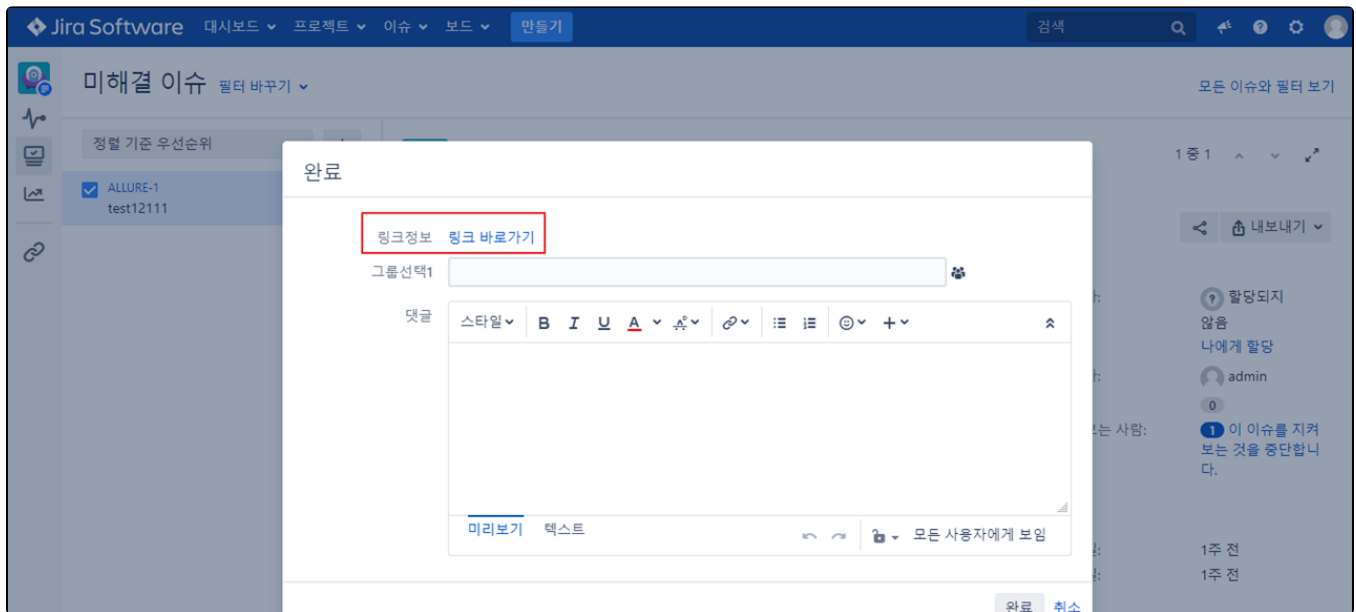 Jira Software 대시보드 프로젝트 이슈 보드 만들기 검색
미해결 이슈 필터 바꾸기 모든 이슈와 필터 보기
정렬 기준 우선순위
1 중 1
ALLURE-1
test12111
내보내기
완료
링크정보 링크 바로가기
그룹선택1
댓글
스타일 B I U A
미리보기 텍스트 모든 사용자에게 보임
완료 취소
할당되지
않음
나에게 할당
admin
0
는 사람:
1 이 이슈를 지켜
보는 것을 중단합니
다.
1주 전
1주 전